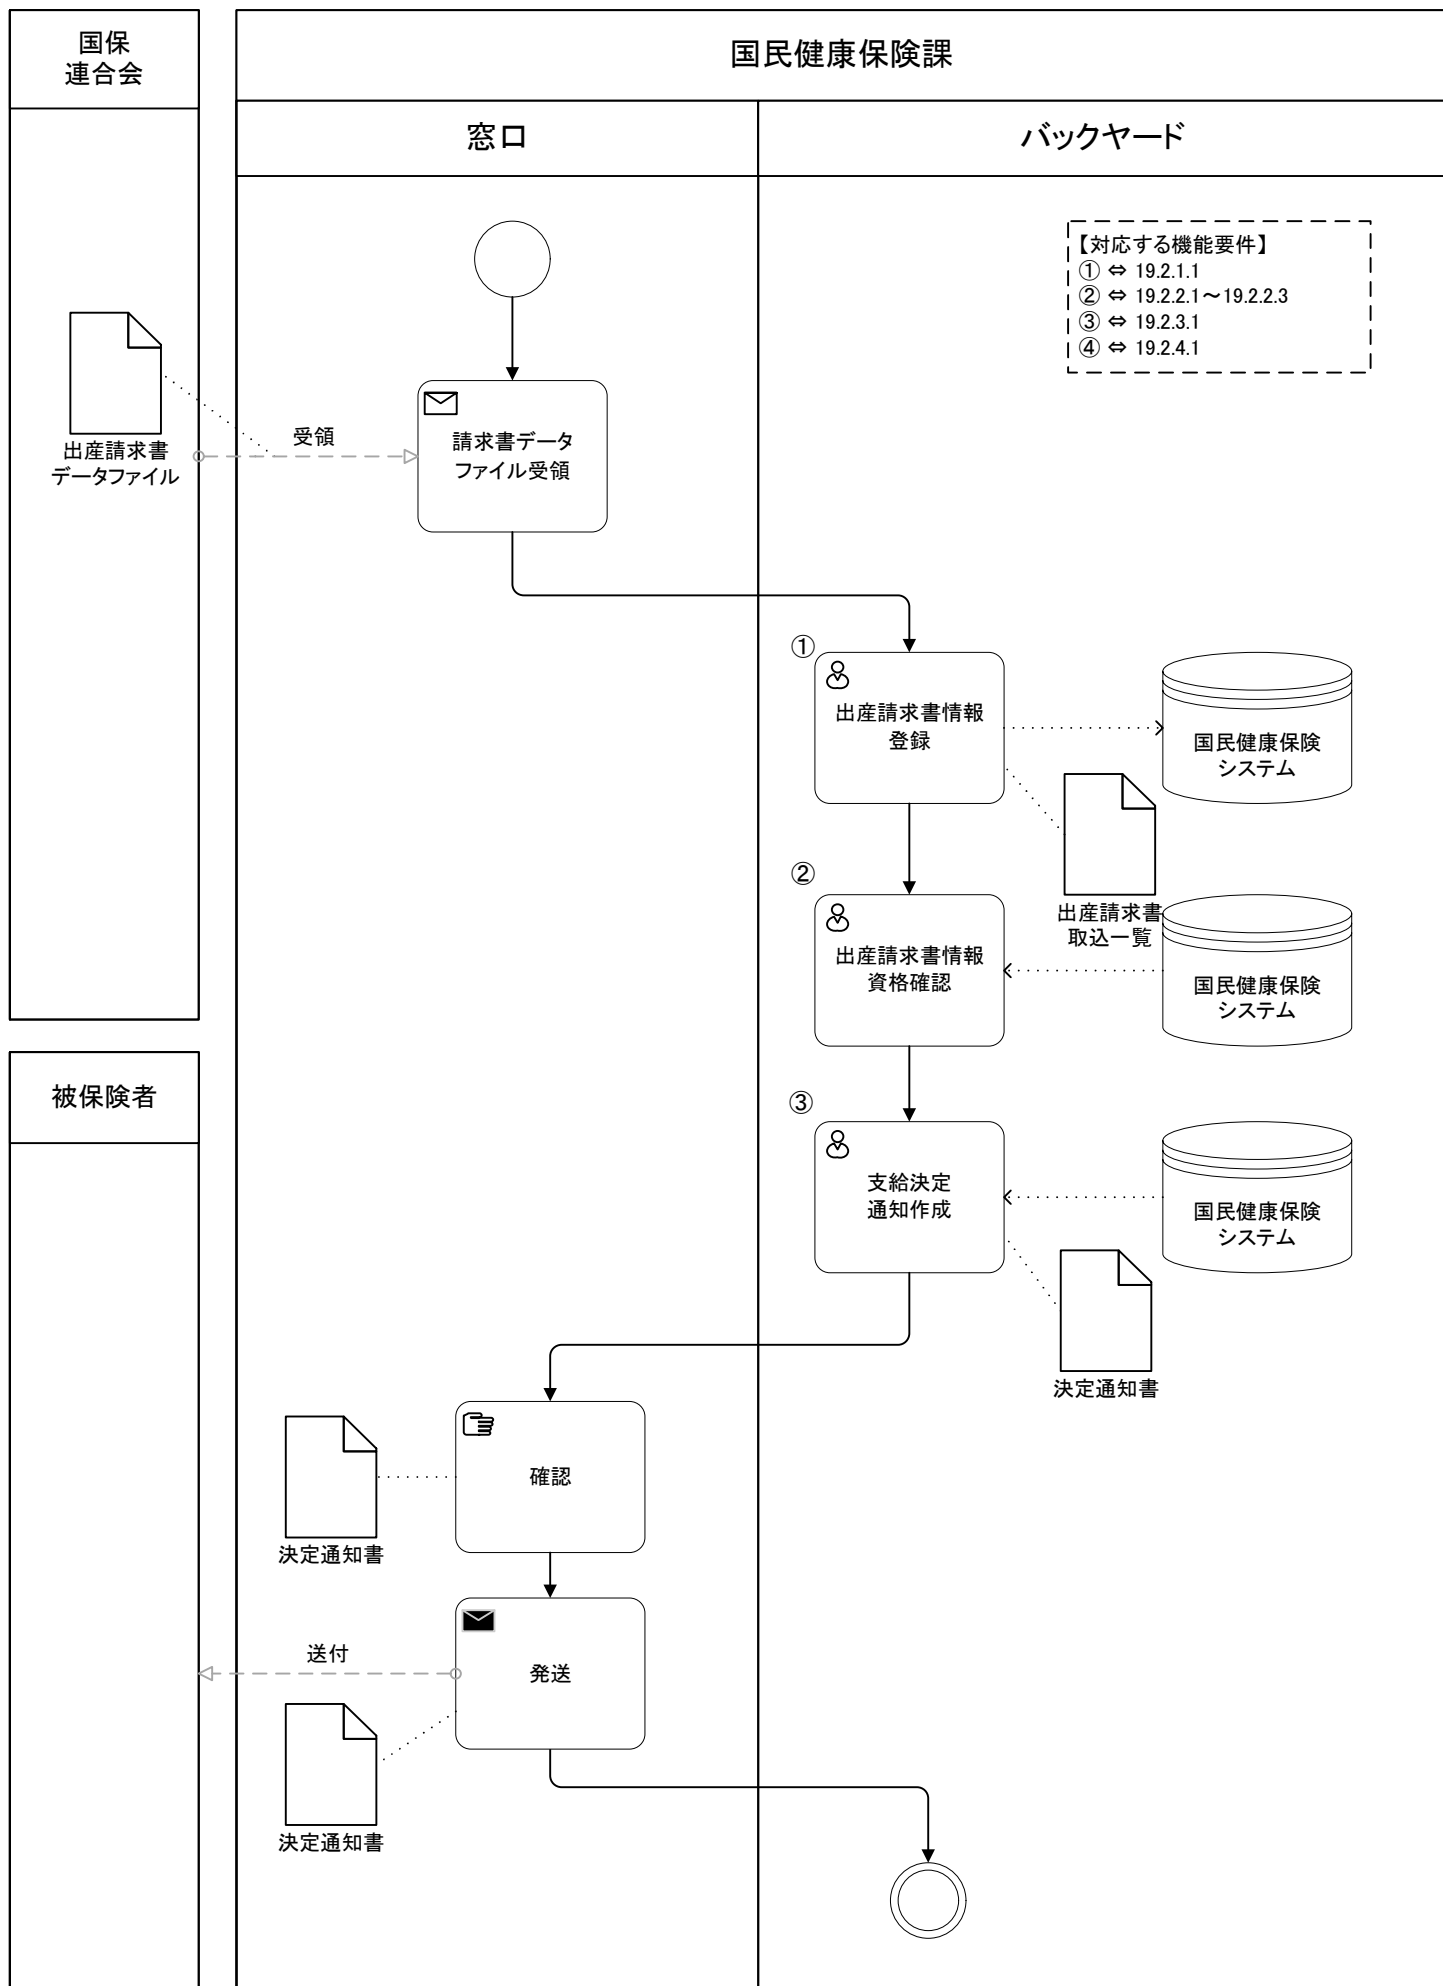 国保
連合会
国民健康保険課
窓口
バックヤード
【対応する機能要件】
① ⇔ 19.2.1.1
② ⇔ 19.2.2.1～19.2.2.3
③ ⇔ 19.2.3.1
④ ⇔ 19.2.4.1
出産請求書
データファイル
受領
請求書データ
ファイル受領
①
出産請求書情報
登録
国民健康保険
システム
出産請求書
取込一覧
②
出産請求書情報
資格確認
国民健康保険
システム
被保険者
③
支給決定
通知作成
国民健康保険
システム
決定通知書
確認
決定通知書
送付
発送
決定通知書